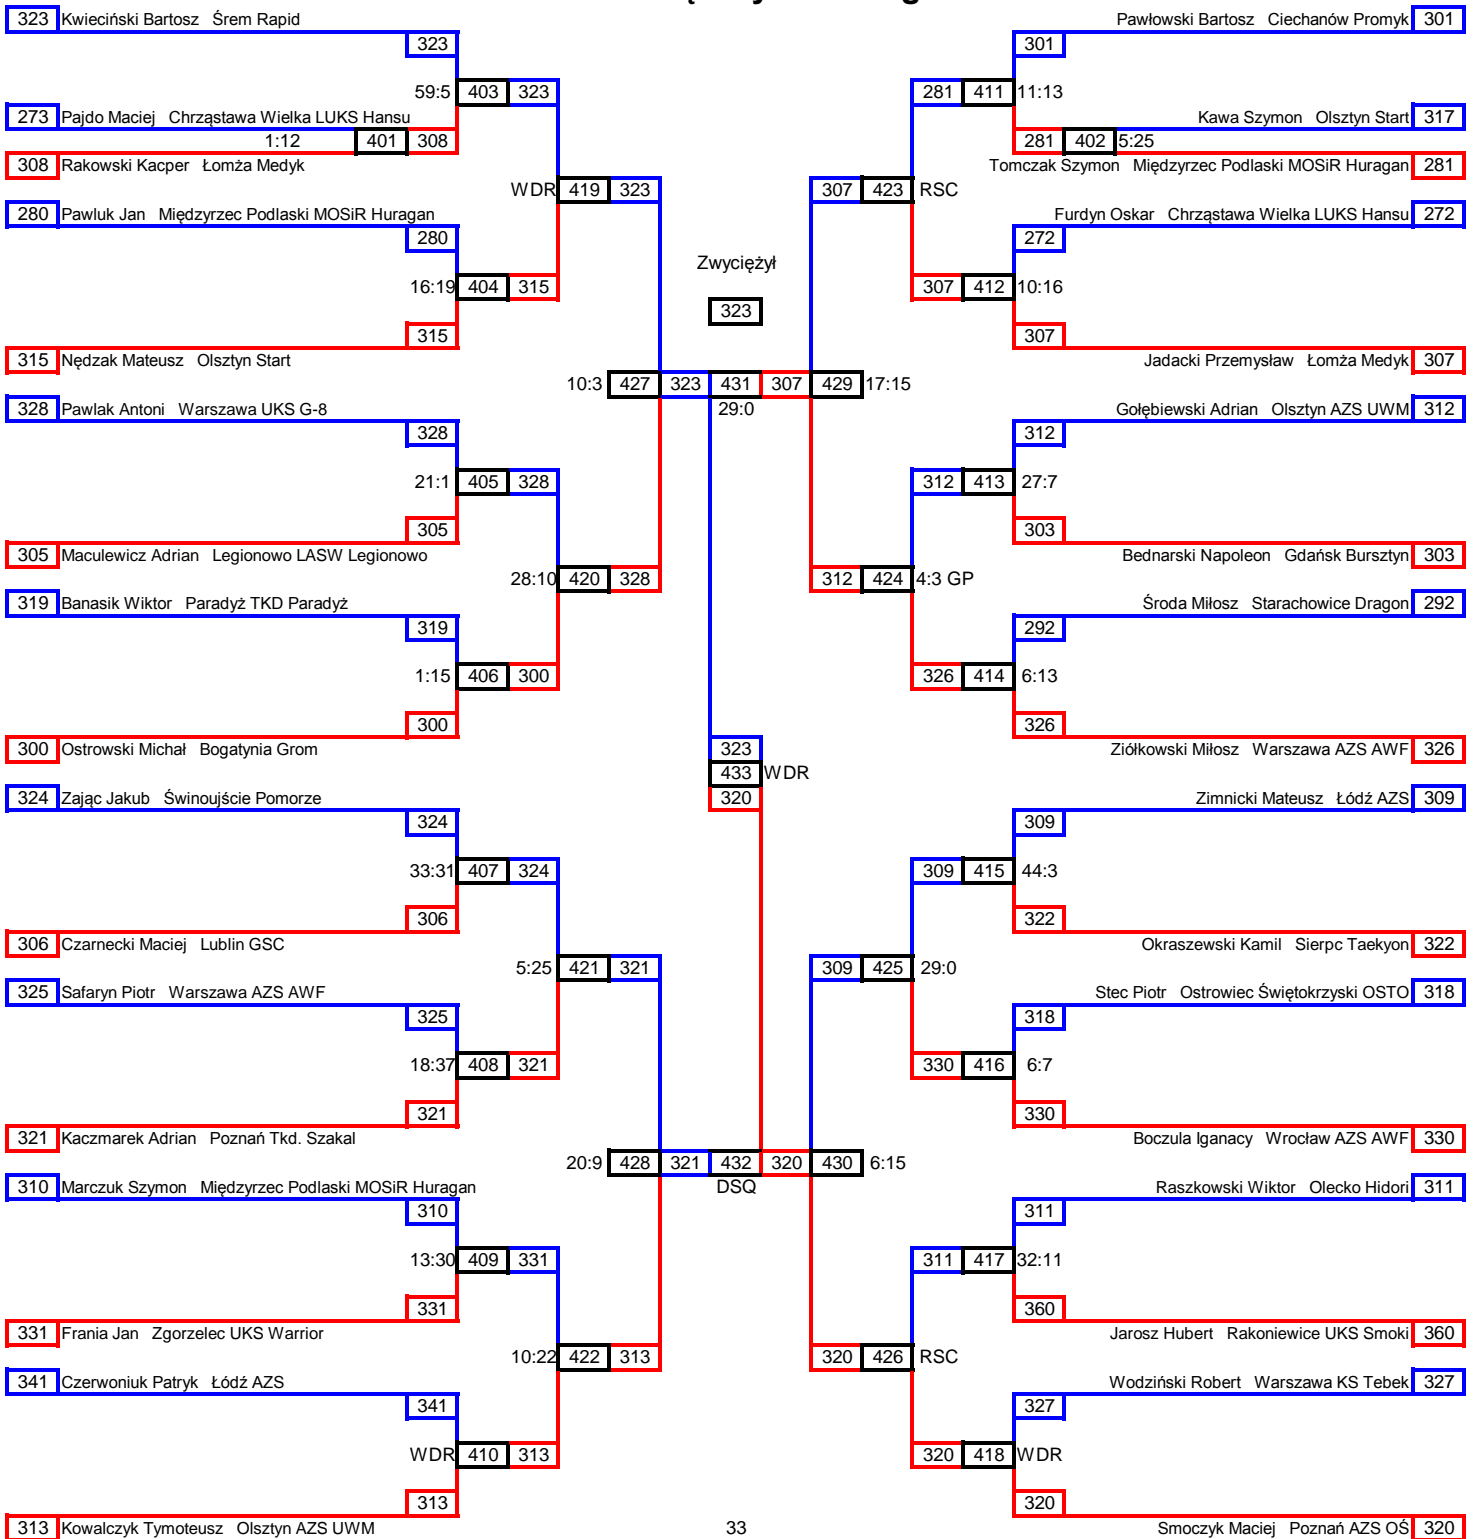 323 Kwieciński Bartosz Śrem Rapid Pawłowski Bartosz Ciechanów Promyk 301
323 301
59:5 403 323 281 411 11:13
273 Pajdo Maciej Chrząstawa Wielka LUKS Hansu Kawa Szymon Olsztyn Start 317
1:12 401 308 281 402 5:25
308 Rakowski Kacper Łomża Medyk Tomczak Szymon Międzyrzec Podlaski MOSiR Huragan 281
WDR 419 323 307 423 RSC
280 Pawluk Jan Międzyrzec Podlaski MOSiR Huragan Furdyn Oskar Chrząstawa Wielka LUKS Hansu 272
280 272
Zwyciężył
16:19 404 315 307 412 10:16
323
315 307
315 Nędzak Mateusz Olsztyn Start Jadacki Przemysław Łomża Medyk 307
10:3 427 323 431 307 429 17:15
328 Pawlak Antoni Warszawa UKS G-8 29:0 Gołębiewski Adrian Olsztyn AZS UWM 312
328 312
21:1 405 328 312 413 27:7
305 303
305 Maculewicz Adrian Legionowo LASW Legionowo Bednarski Napoleon Gdańsk Bursztyn 303
28:10 420 328 312 424 4:3 GP
319 Banasik Wiktor Paradyż TKD Paradyż Środa Miłosz Starachowice Dragon 292
319 292
1:15 406 300 326 414 6:13
300 326
300 Ostrowski Michał Bogatynia Grom 323 Ziółkowski Miłosz Warszawa AZS AWF 326
433 WDR
324 Zając Jakub Świnoujście Pomorze 320 Zimnicki Mateusz Łódź AZS 309
324 309
33:31 407 324 309 415 44:3
306 322
306 Czarnecki Maciej Lublin GSC Okraszewski Kamil Sierpc Taekyon 322
5:25 421 321 309 425 29:0
325 Safaryn Piotr Warszawa AZS AWF Stec Piotr Ostrowiec Świętokrzyski OSTO 318
325 318
18:37 408 321 330 416 6:7
321 330
321 Kaczmarek Adrian Poznań Tkd. Szakal Boczula Iganacy Wrocław AZS AWF 330
20:9 428 321 432 320 430 6:15
310 Marczuk Szymon Międzyrzec Podlaski MOSiR Huragan DSQ Raszkowski Wiktor Olecko Hidori 311
310 311
13:30 409 331 311 417 32:11
331 360
331 Frania Jan Zgorzelec UKS Warrior Jarosz Hubert Rakoniewice UKS Smoki 360
10:22 422 313 320 426 RSC
341 Czerwoniuk Patryk Łódź AZS Wodziński Robert Warszawa KS Tebek 327
341 327
WDR 410 313 320 418 WDR
313 320
313 Kowalczyk Tymoteusz Olsztyn AZS UWM 33 Smoczyk Maciej Poznań AZS OŚ 320